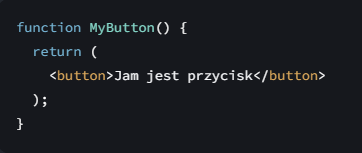 function MyButton() {
  return (
    <button>Jam jest przycisk</button>
  );
}